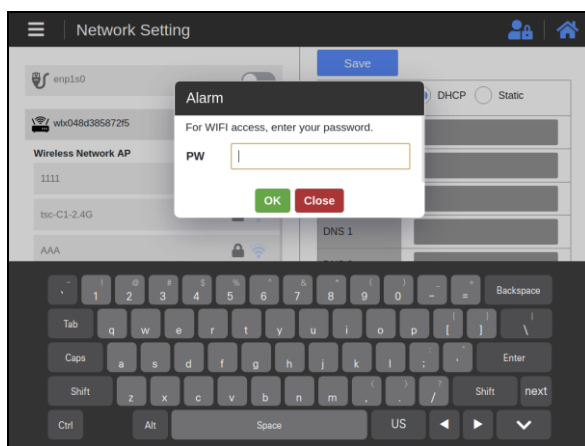 Network Setting
Save
enp1s0
DHCP
Static
Alarm
wlx048d385872f5
For WIFI access, enter your password.
Wireless Network AP
PW
1111
OK
Close
tsc-C1-2.4G
DNS 1
AAA
` ~ 1 ! 2 @ 3 # 4 $ 5 % 6 ^ 7 & 8 * 9 ( 0 ) - _ = + Backspace
Tab q w e r t y u i o p [ { ] } \ |
Caps a s d f g h j k l ; : ' " Enter
Shift z x c v b n m , < . > / ? Shift next
Ctrl Alt Space US